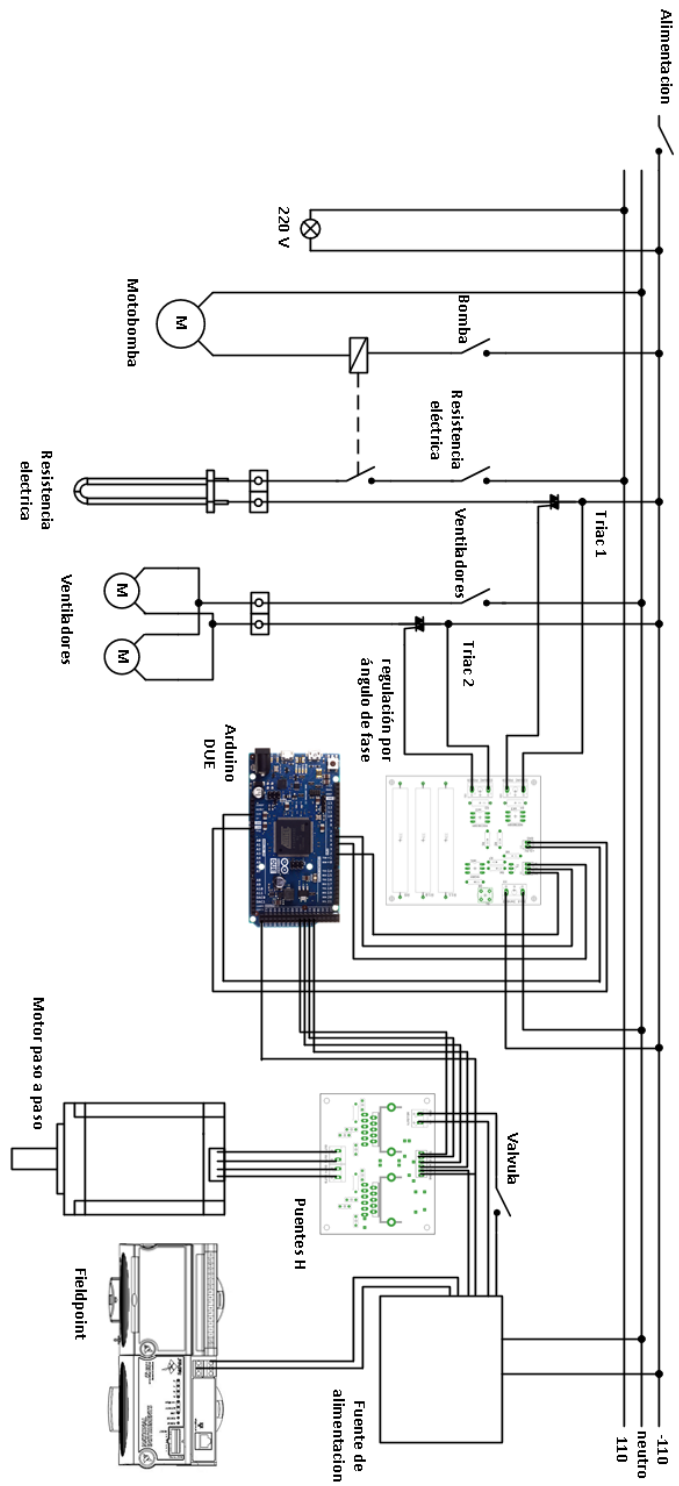 Alimentacion
220 V
Motobomba
M
Bomba
Resistencia
eléctrica
Resistencia
electrica
Triac 1
Ventiladores
Ventiladores
M
M
Triac 2
regulación por
ángulo de fase
Arduino
DUE
Motor paso a paso
Puentes H
Valvula
Fieldpoint
Fuente de
alimentacion
-110
neutro
110